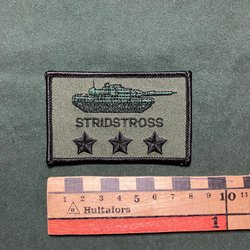 STRIDSTROSS
1 2 3 4 5 6 7 8 9 10
Hultafors 1